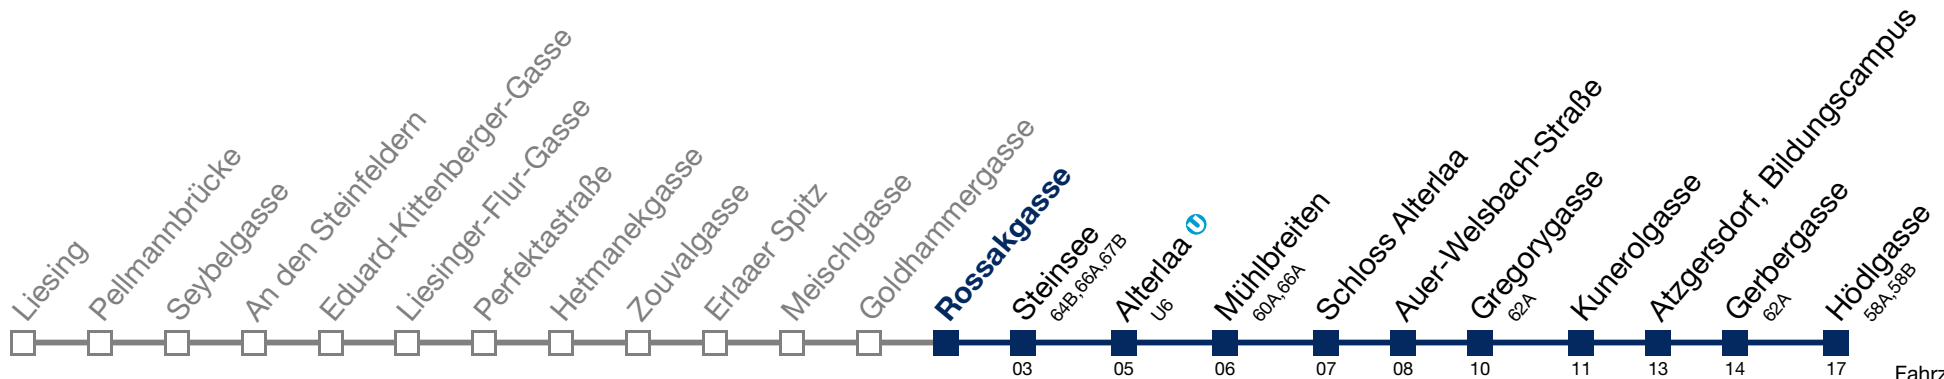 Liesing
Pellmannbrücke
Seybelgasse
An den Steinfeldern
Eduard-Kittenberger-Gasse
Liesinger-Flur-Gasse
Perfektastraße
Hetmanekgasse
Zouvalgasse
Erlaaer Spitz
Meischlgasse
Goldhammergasse
Rossakgasse
Steinsee
64B,66A,67B
Alterlaa U
U6
Mühlbreiten
60A,66A
Schloss Alterlaa
Auer-Welsbach-Straße
Gregorygasse
62A
Kunerolgasse
Atzgersdorf, Bildungscampus
Gerbergasse
62A
Hödlgasse
58A,58B
03 05 06 07 08 10 11 13 14 17
Fahrz